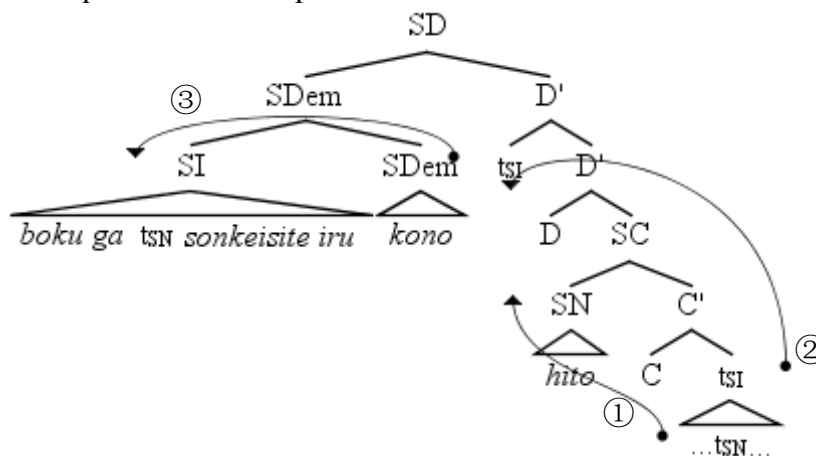 SD
SDem D'
③
SI SDem tSI D'
boku ga tSN sonkeisite iru kono D SC
SN C'
②
hito C tSI
①
...tSN...